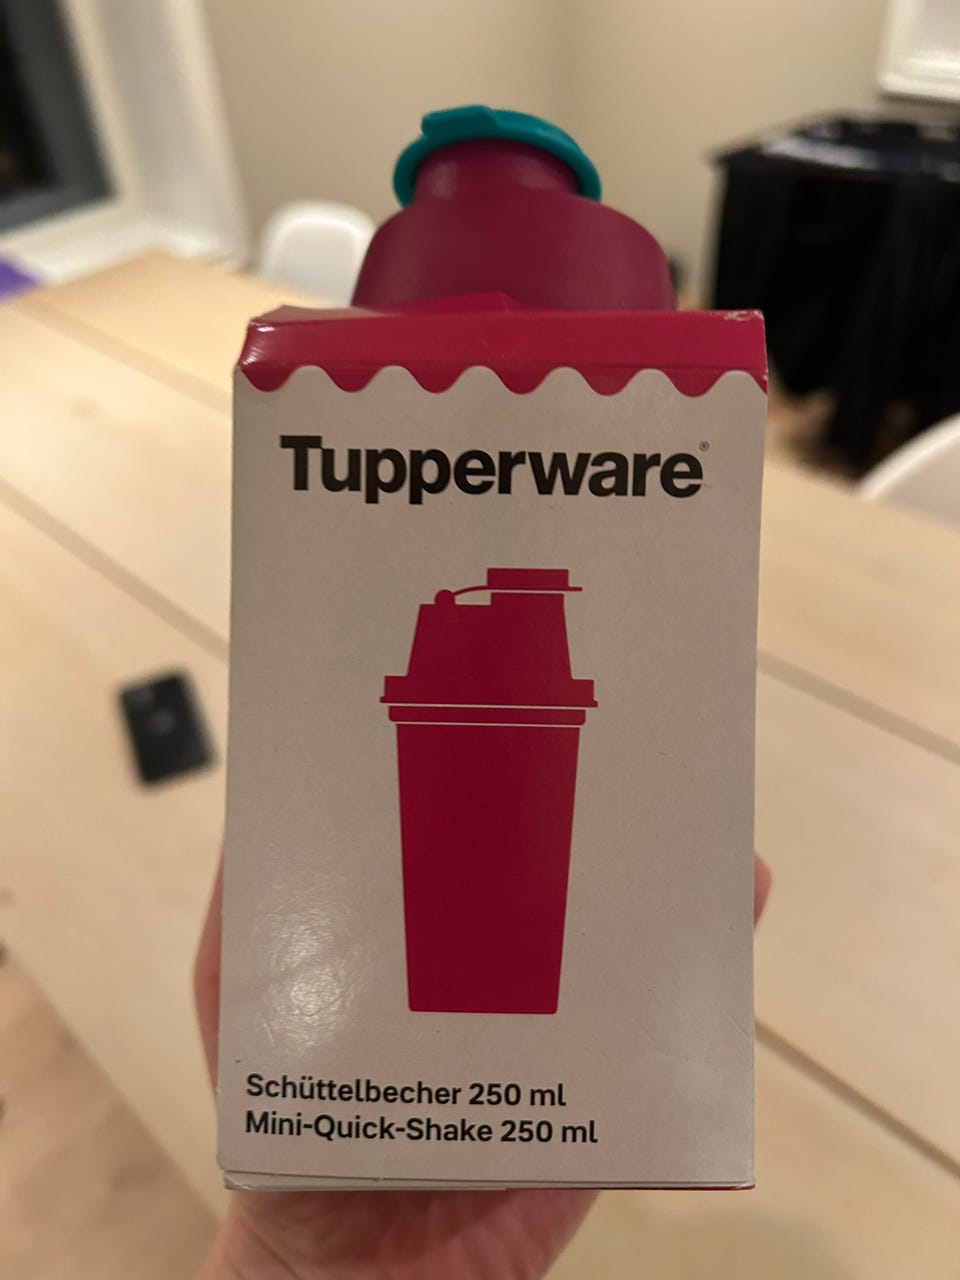 Tupperware®
Schüttelbecher 250 ml
Mini-Quick-Shake 250 ml